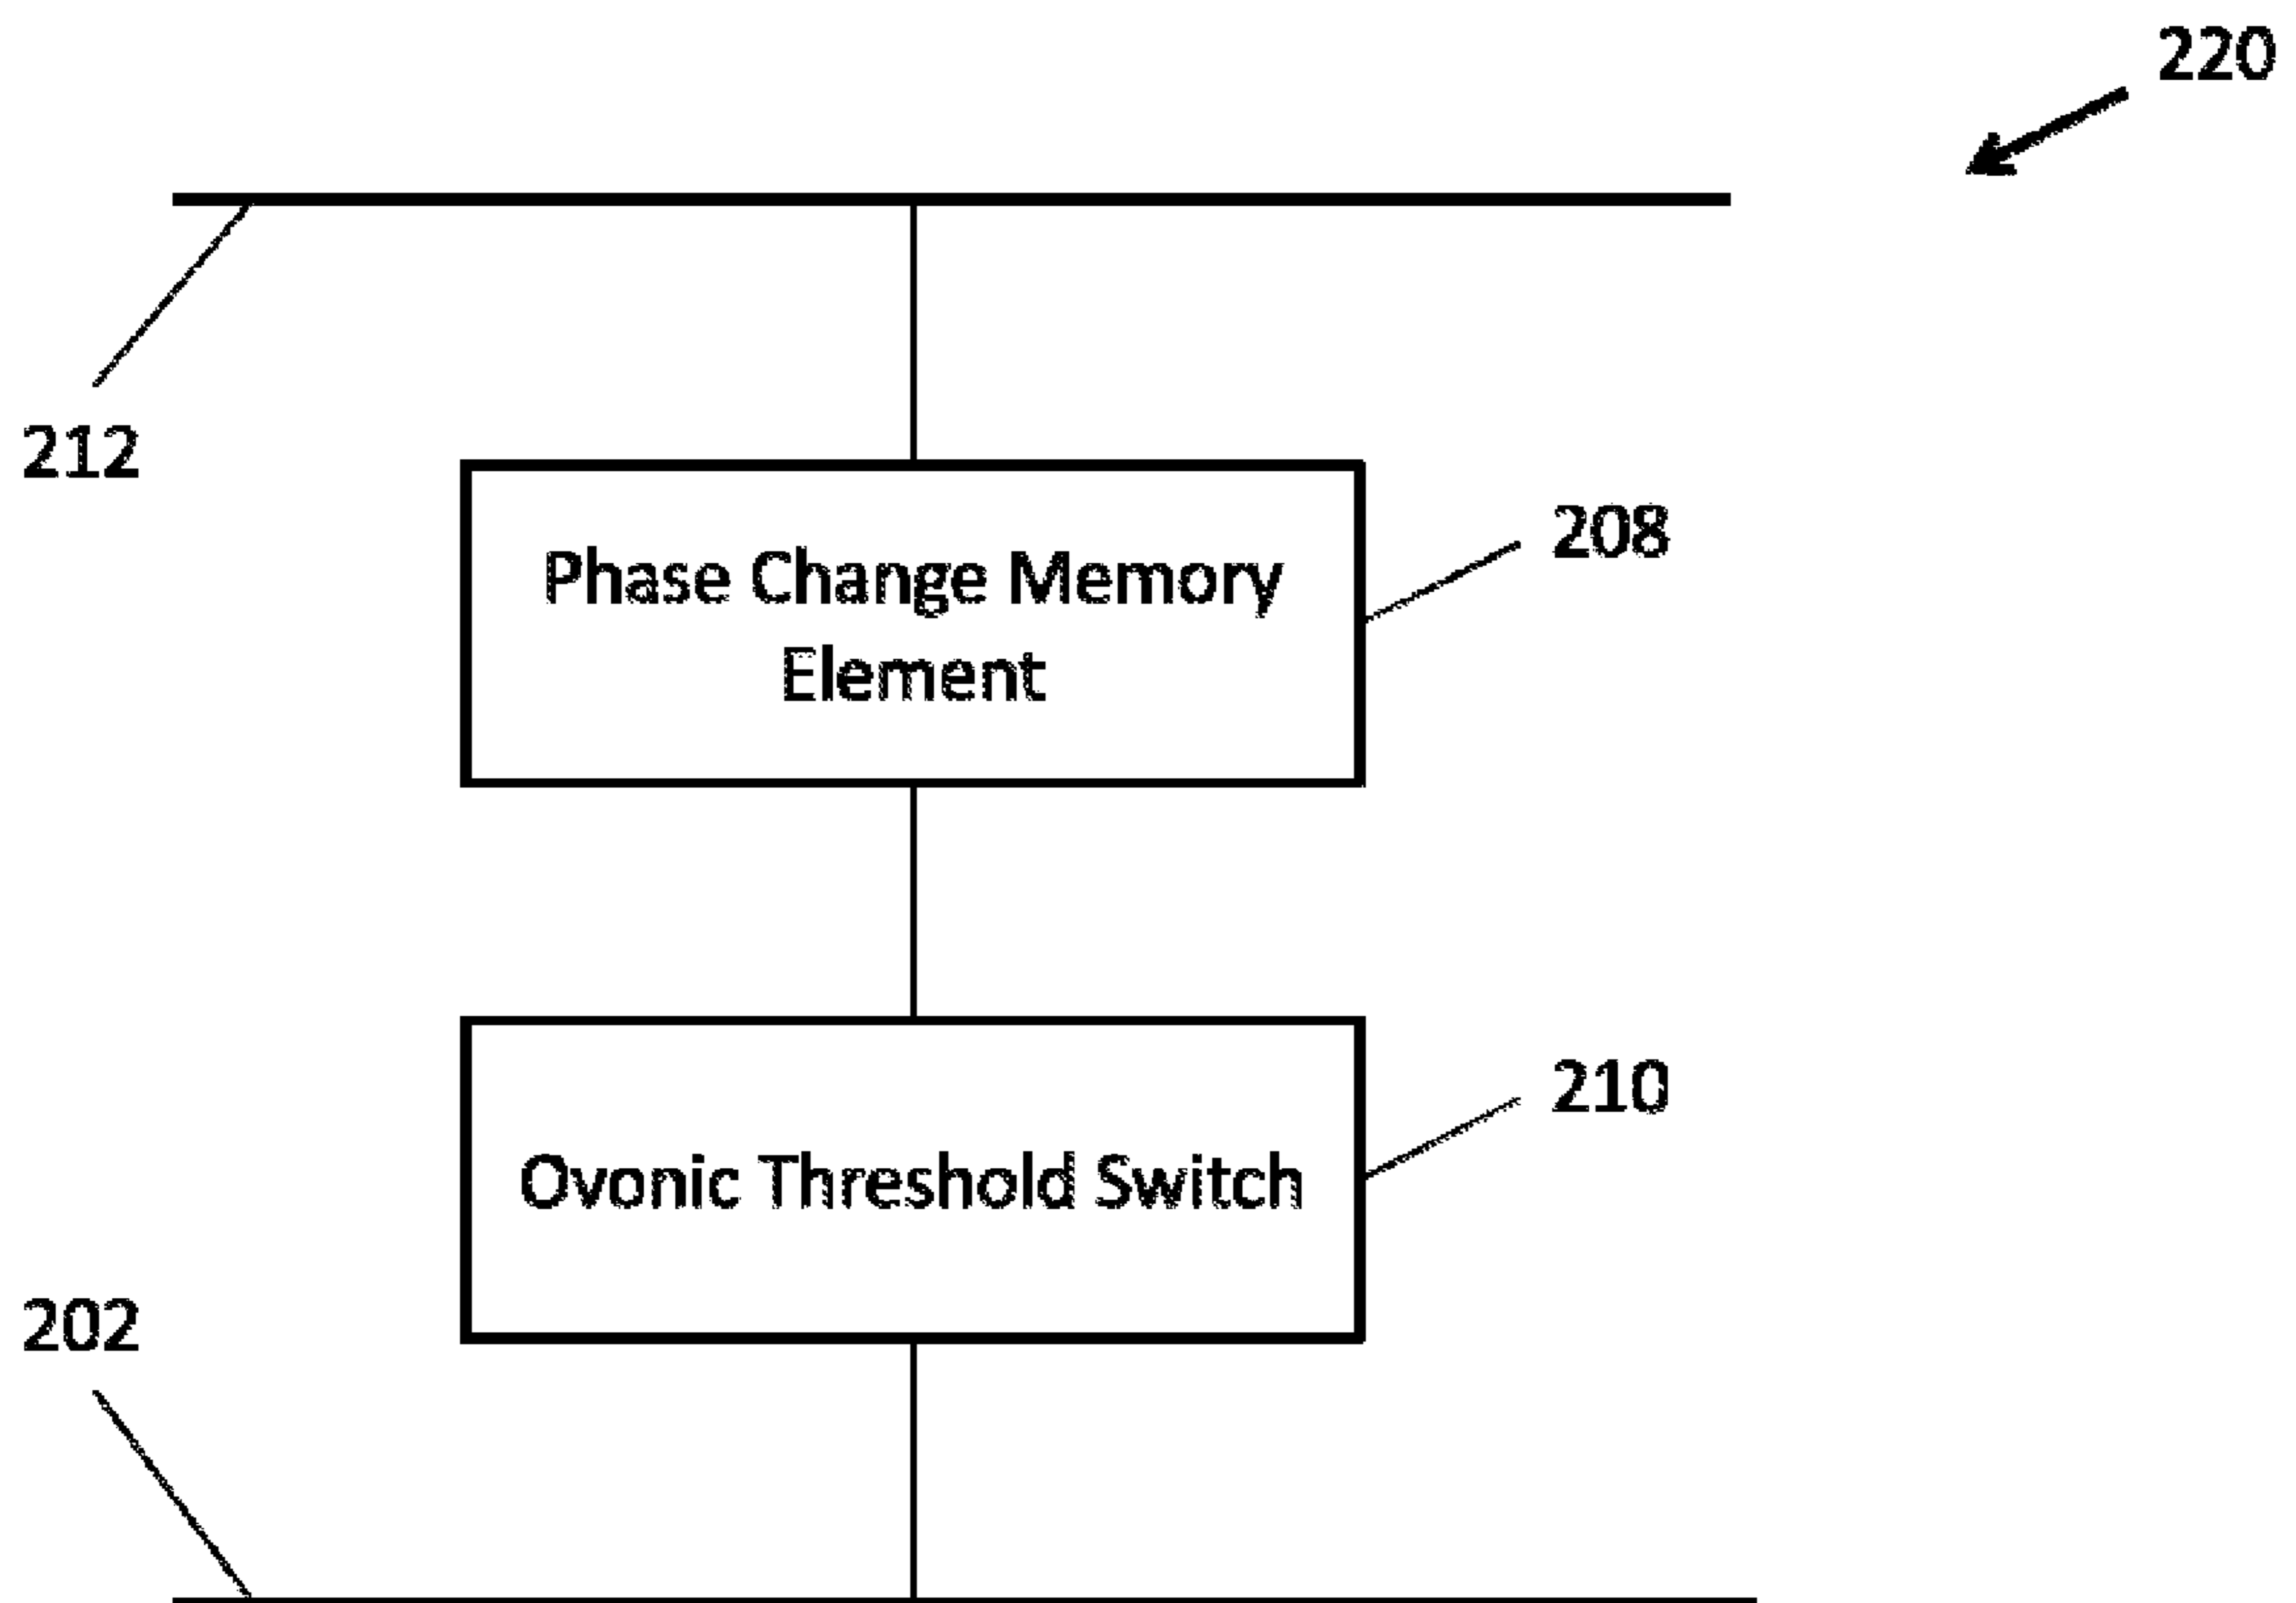 220
212
Phase Change Memory
Element
208
Ovonic Threshold Switch
210
202